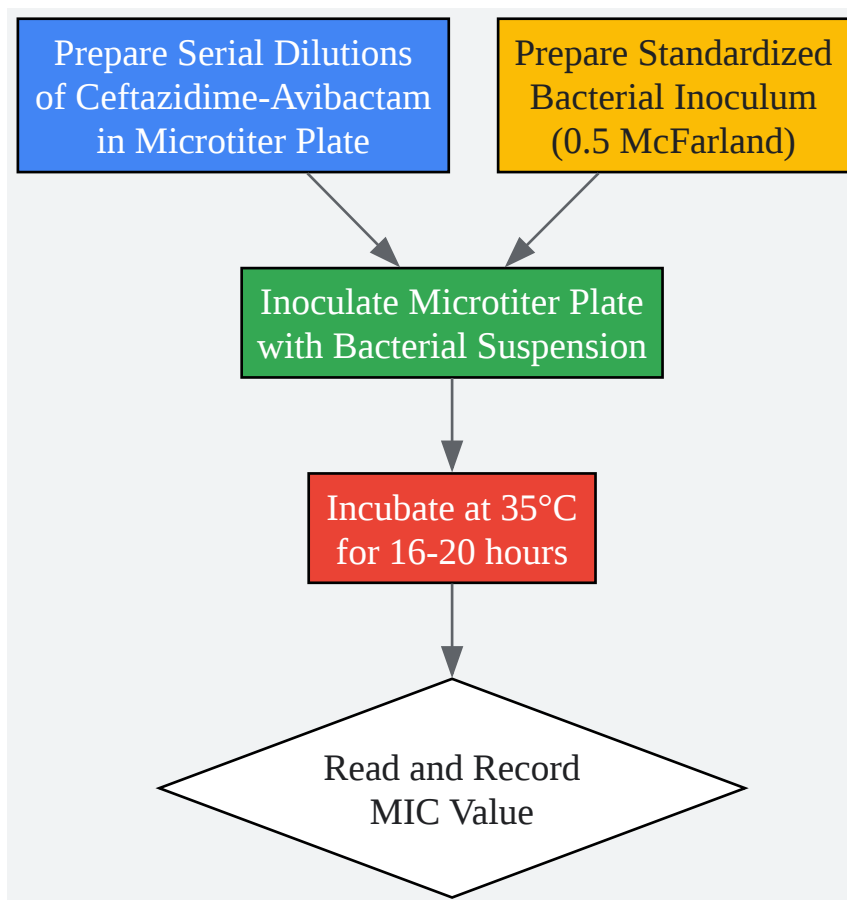 Prepare Serial Dilutions
of Ceftazidime-Avibactam
in Microtiter Plate
Prepare Standardized
Bacterial Inoculum
(0.5 McFarland)
Inoculate Microtiter Plate
with Bacterial Suspension
Incubate at 35°C
for 16-20 hours
Read and Record
MIC Value